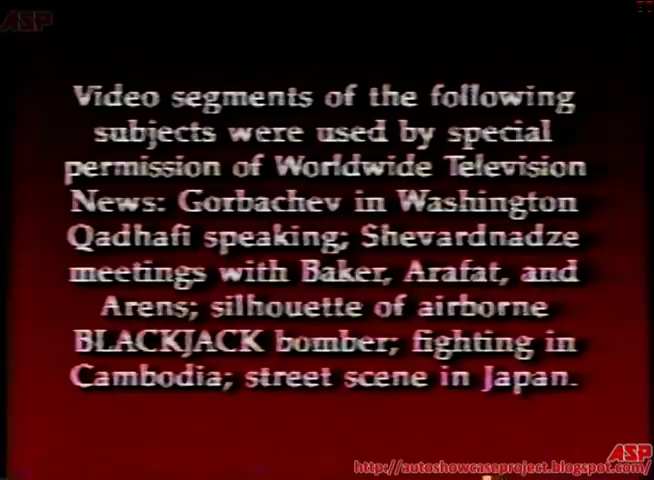 ASP
Video segments of the following
subjects were used by special
permission of Worldwide Television
News: Gorbachev in Washington
Qadhafi speaking; Shevardnadze
meetings with Baker, Arafat, and
Arens; silhouette of airborne
BLACKJACK bomber; fighting in
Cambodia; street scene in Japan.
ASP
http://autoshowcaseproject.blogspot.com/